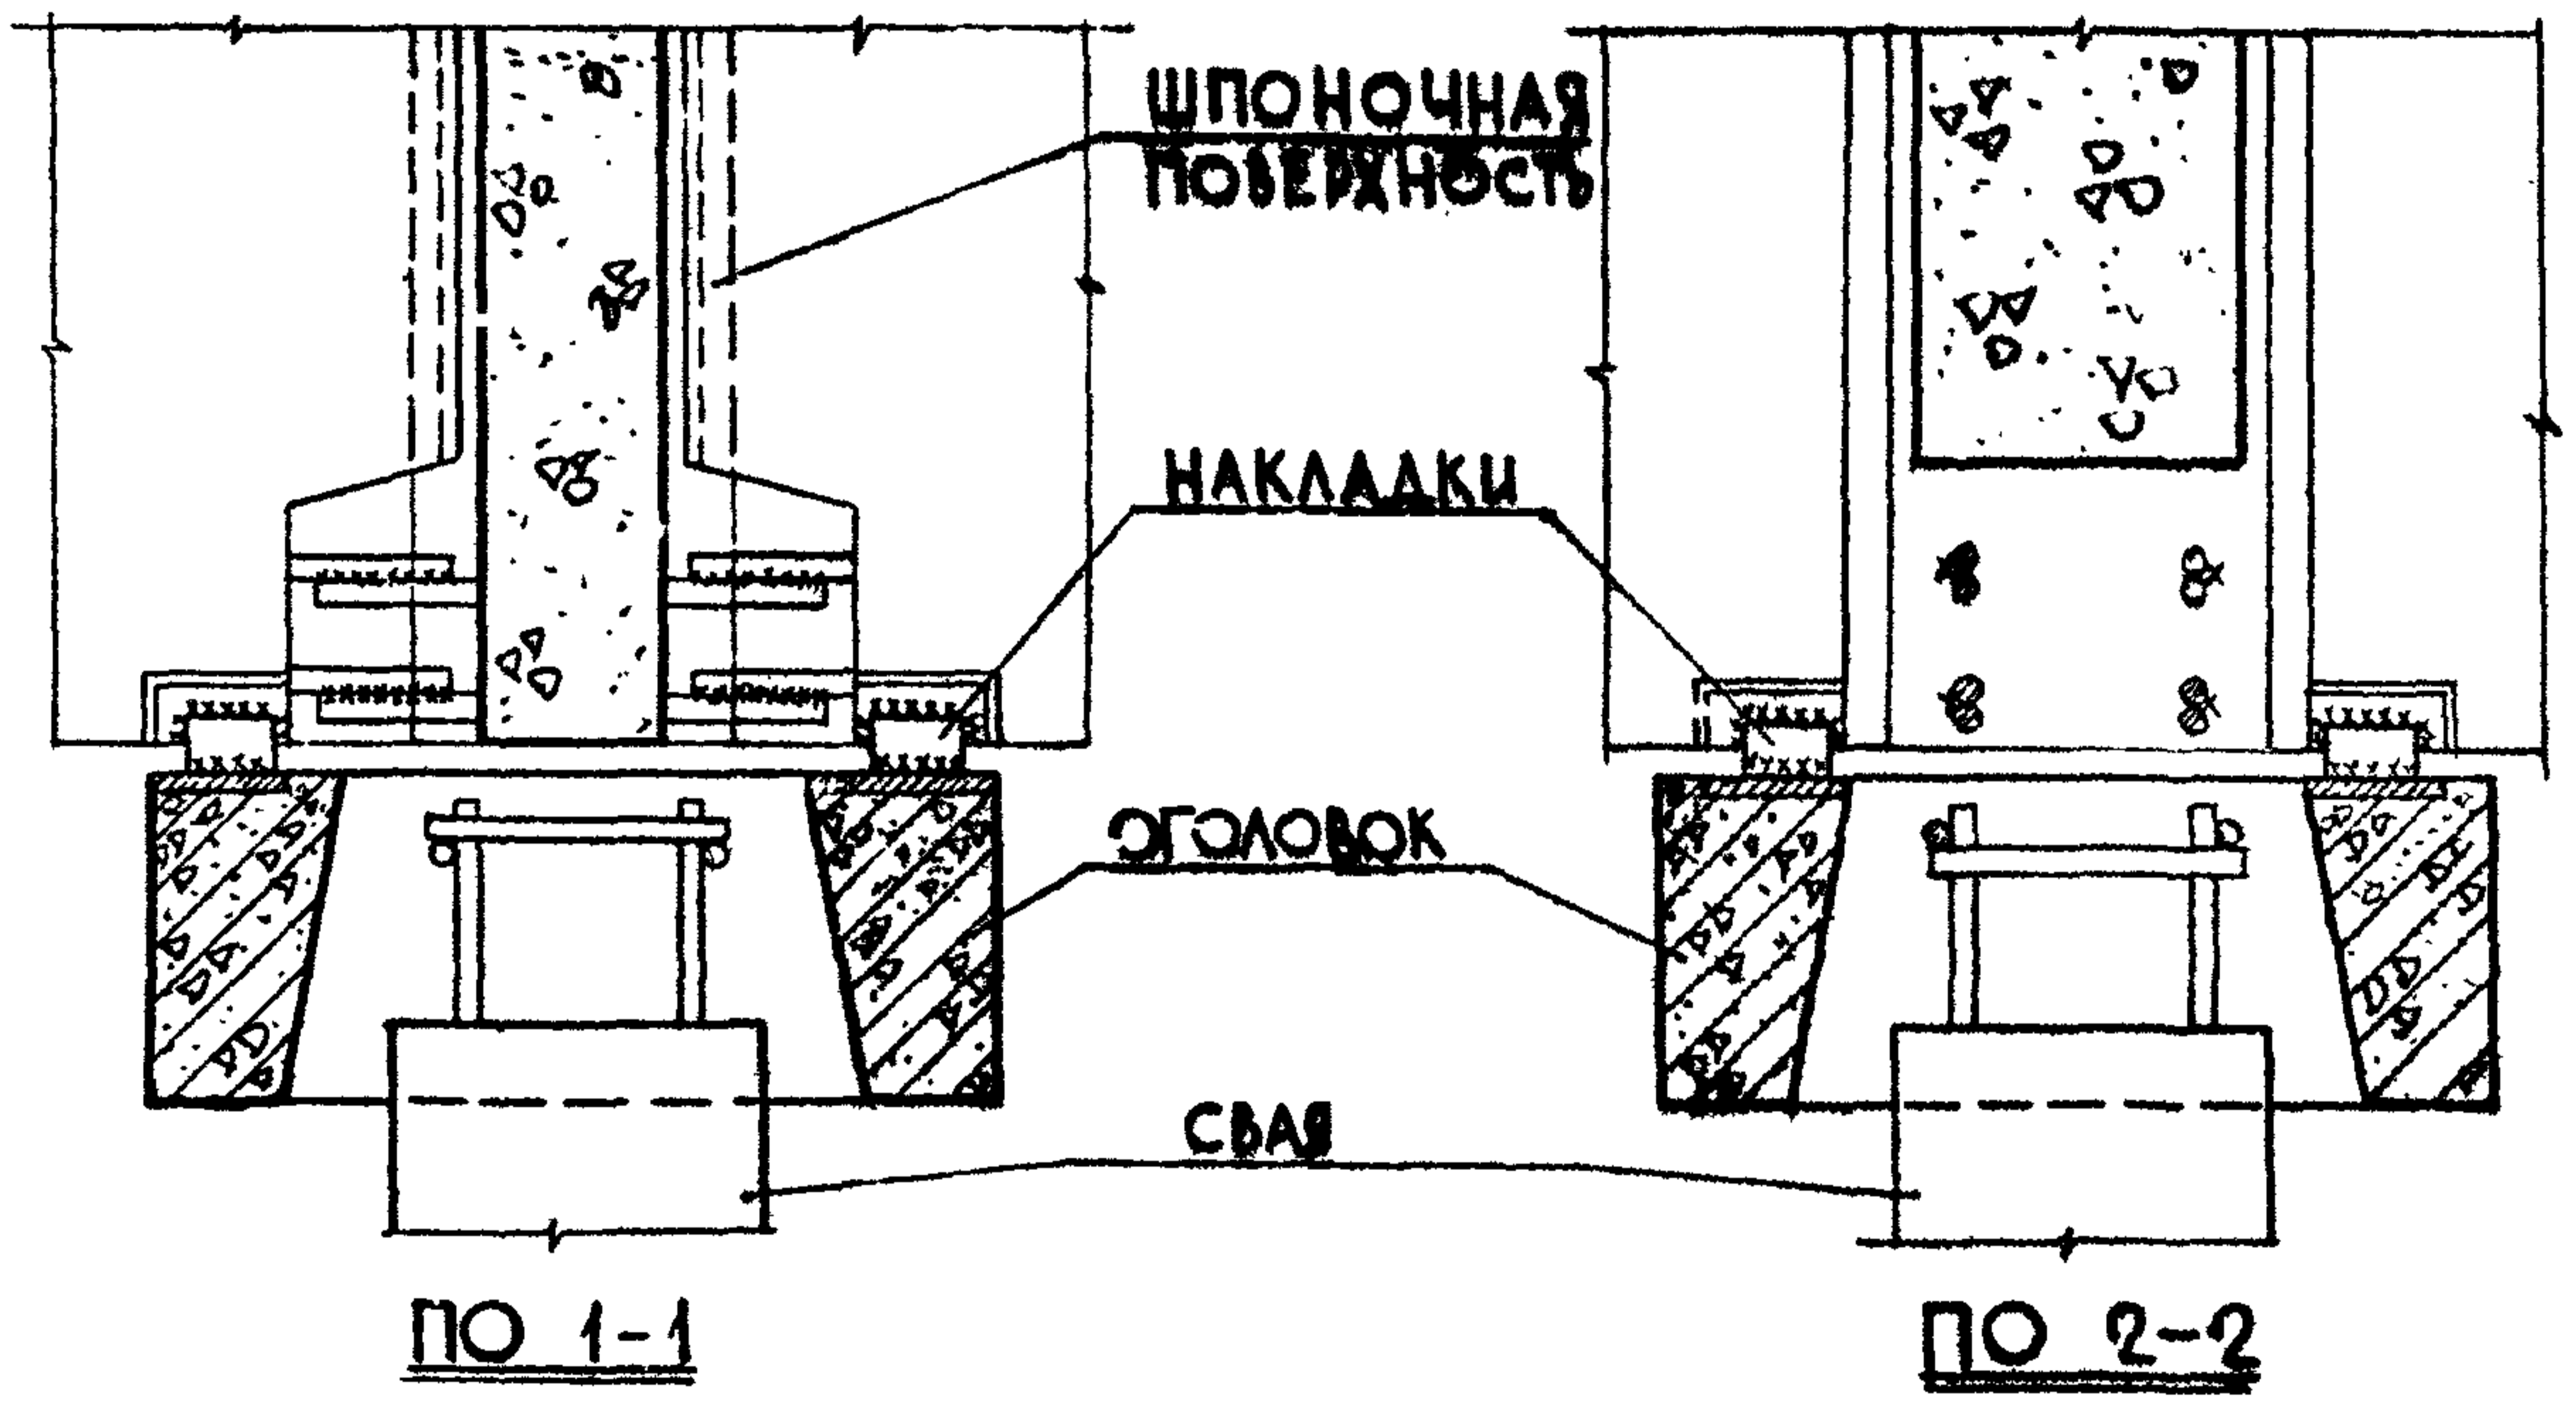 ШПОНОЧНАЯ
ПОВЕРХНОСТЬ
НАКЛАДКИ
ОГОЛОВОК
СВАЯ
ПО 1-1
ПО 2-2